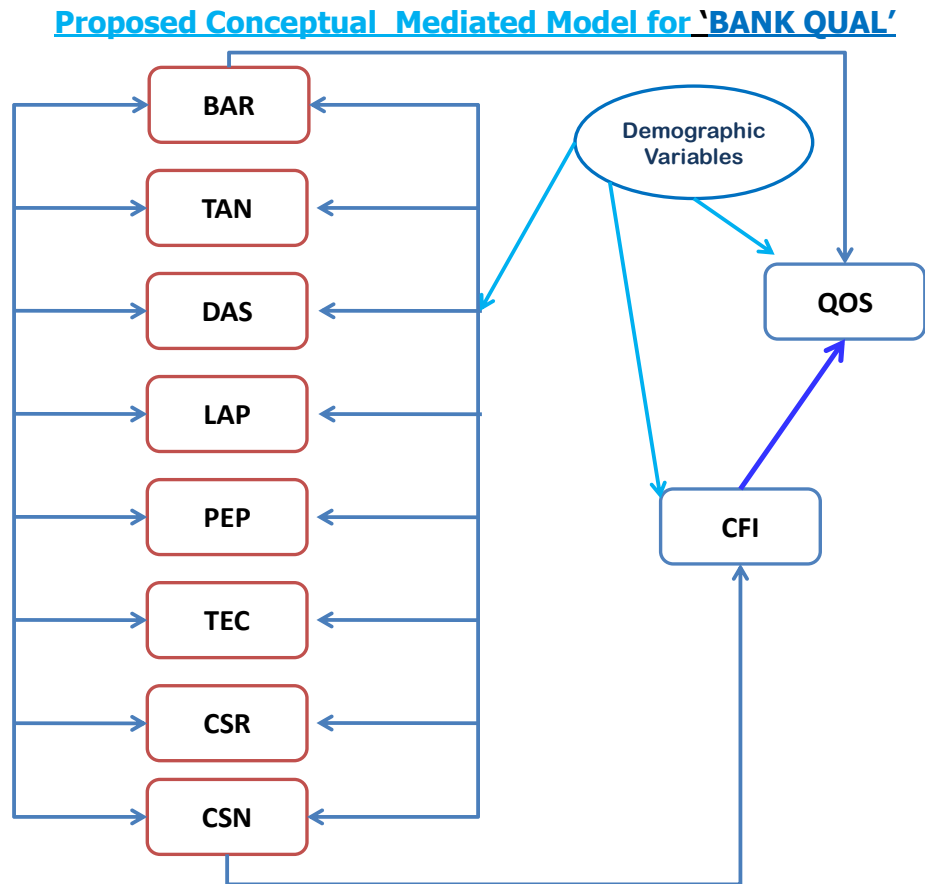 Proposed Conceptual  Mediated Model for ‘BANK QUAL’
BAR
Demographic
Variables
TAN
DAS
QOS
LAP
PEP
CFI
TEC
CSR
CSN